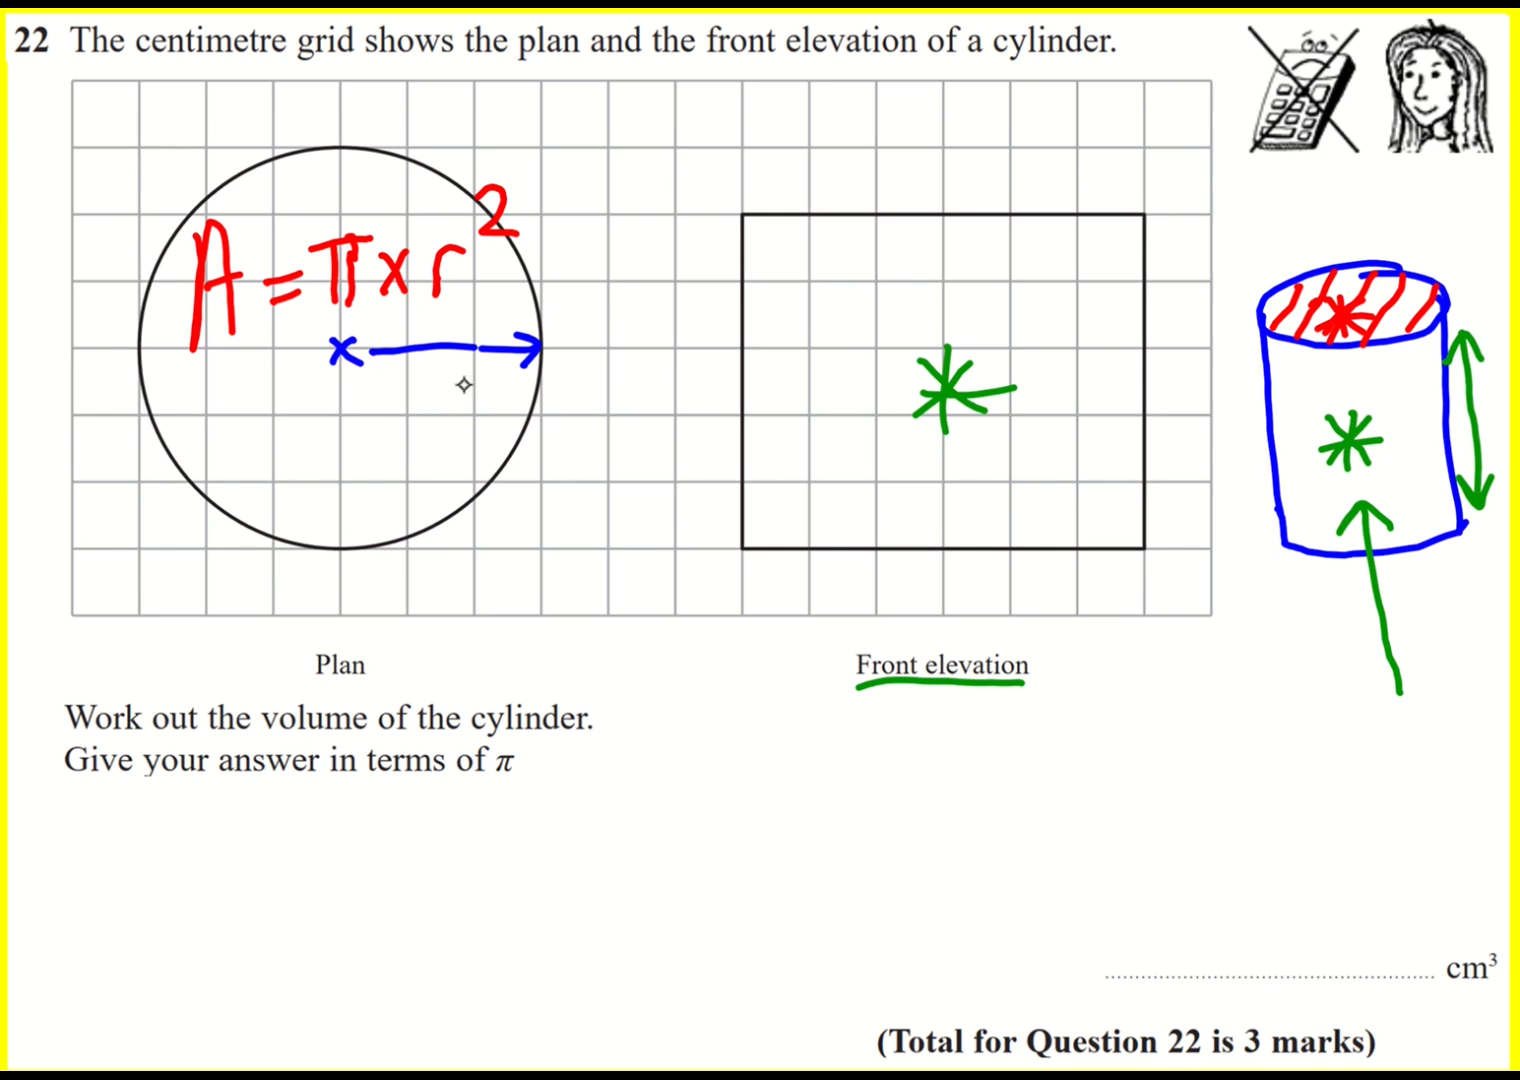 22 The centimetre grid shows the plan and the front elevation of a cylinder.
A = π × r²
Plan
Front elevation
Work out the volume of the cylinder.
Give your answer in terms of π
cm³
(Total for Question 22 is 3 marks)